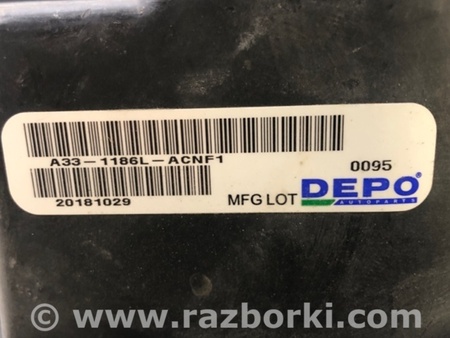 A33-1186L-ACNF1
0095
20181029
MFG LOT
DEPO®
AUTOPARTS
© www.razborki.com